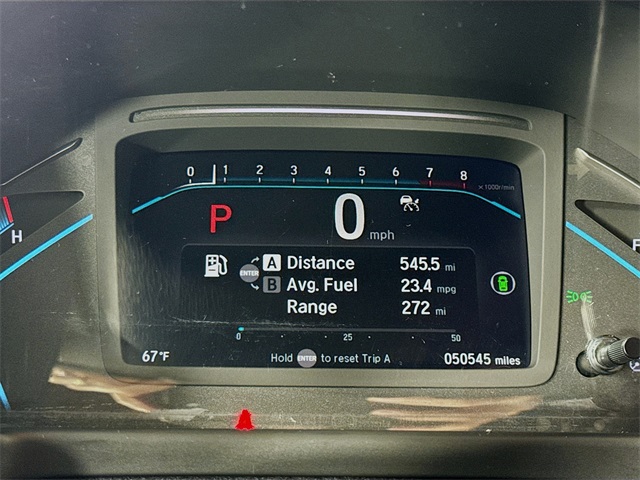 0 1 2 3 4 5 6 7 8
x1000r/min
P 0 mph
A Distance 545.5 mi
ENTER
B Avg. Fuel 23.4 mpg
Range 272 mi
0 25 50
67°F Hold ENTER to reset Trip A 050545 miles
H